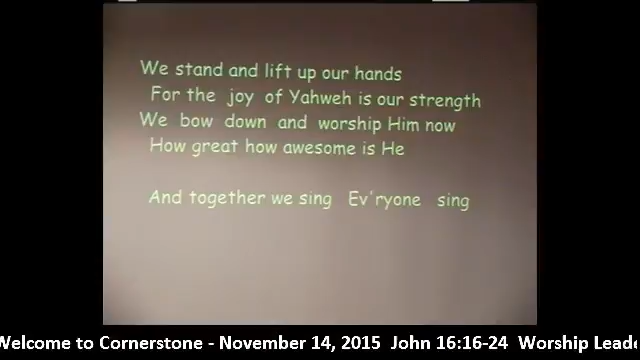 We stand and lift up our hands
For the joy of Yahweh is our strength
We bow down and worship Him now
How great how awesome is He
And together we sing Ev'ryone sing
Welcome to Cornerstone - November 14, 2015 John 16:16-24 Worship Leade